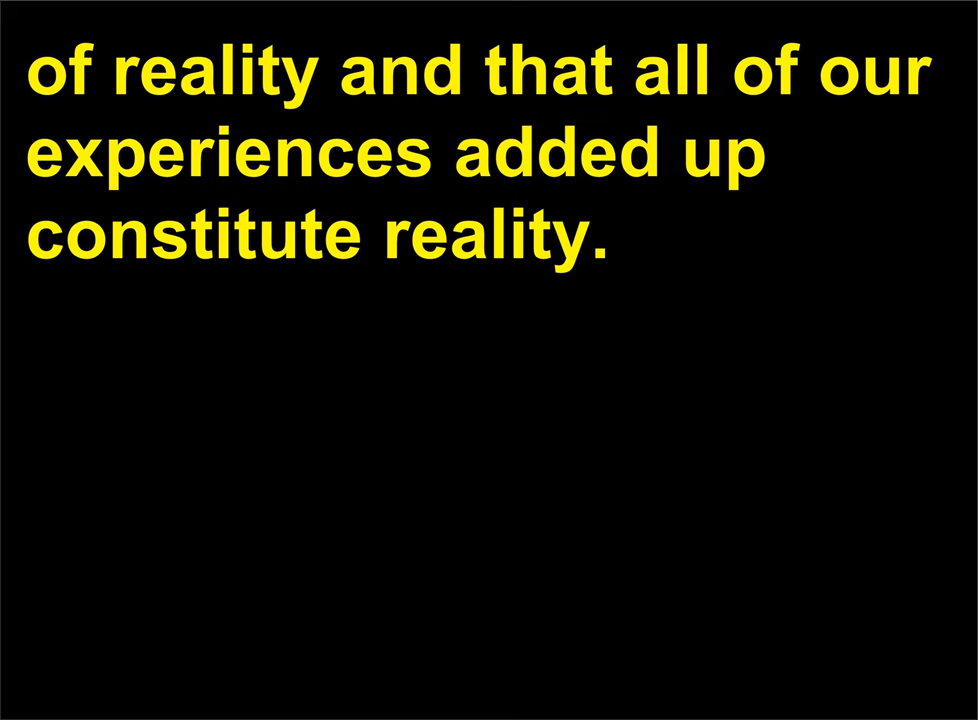 of reality and that all of our
experiences added up
constitute reality.